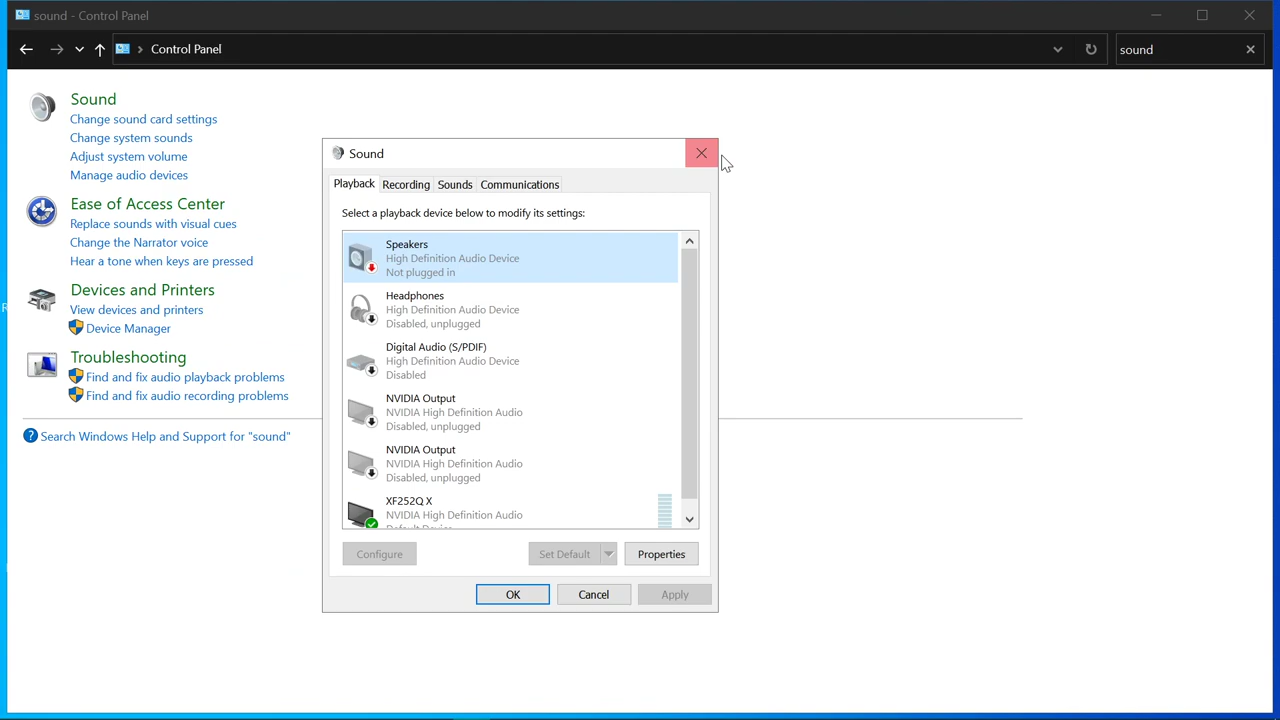 sound - Control Panel
Control Panel
sound
Sound
Change sound card settings
Change system sounds
Adjust system volume
Manage audio devices
Ease of Access Center
Replace sounds with visual cues
Change the Narrator voice
Hear a tone when keys are pressed
Devices and Printers
View devices and printers
Device Manager
Troubleshooting
Find and fix audio playback problems
Find and fix audio recording problems
Search Windows Help and Support for "sound"
Sound
Playback Recording Sounds Communications
Select a playback device below to modify its settings:
Speakers
High Definition Audio Device
Not plugged in
Headphones
High Definition Audio Device
Disabled, unplugged
Digital Audio (S/PDIF)
High Definition Audio Device
Disabled
NVIDIA Output
NVIDIA High Definition Audio
Disabled, unplugged
NVIDIA Output
NVIDIA High Definition Audio
Disabled, unplugged
XF252Q X
NVIDIA High Definition Audio
Default Device
Configure Set Default Properties
OK Cancel Apply